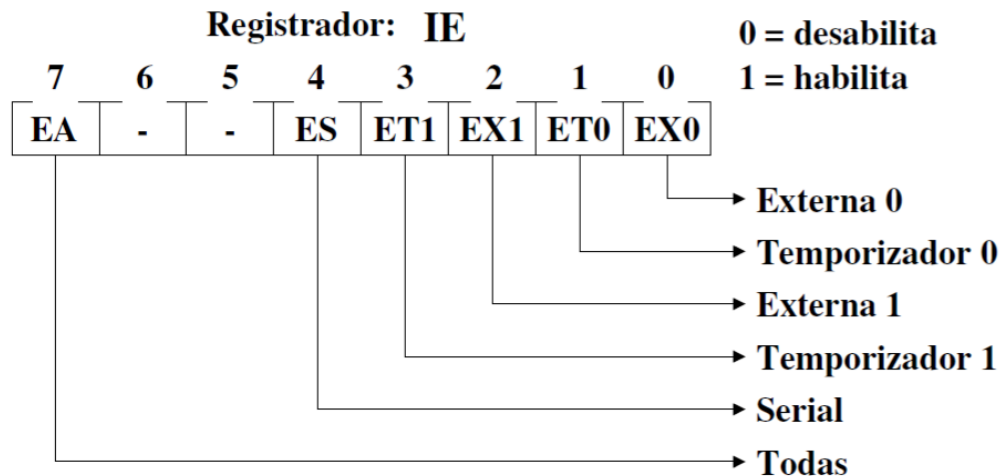 Registrador: IE
0 = desabilita
1 = habilita
7 6 5 4 3 2 1 0
EA - - ES ET1 EX1 ET0 EX0
Externa 0
Temporizador 0
Externa 1
Temporizador 1
Serial
Todas